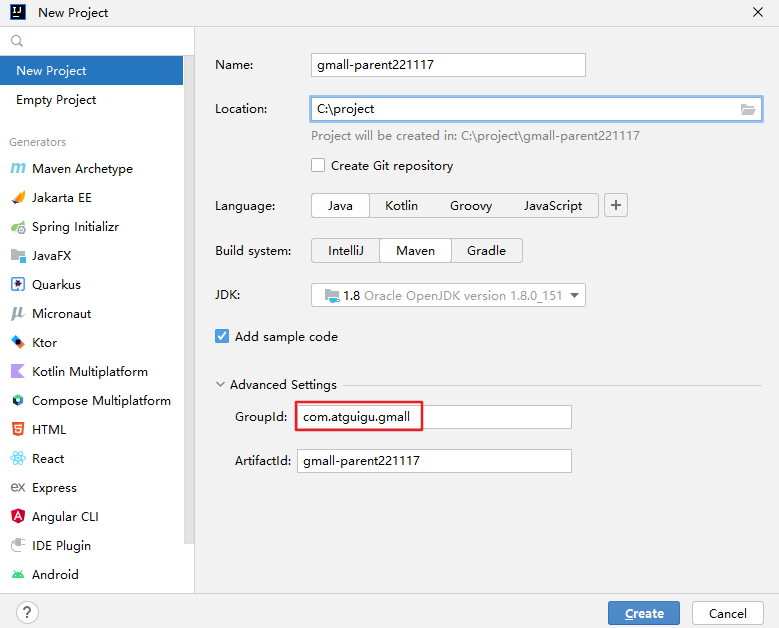 New Project
New Project
Empty Project
Generators
Maven Archetype
Jakarta EE
Spring Initializr
JavaFX
Quarkus
Micronaut
Ktor
Kotlin Multiplatform
Compose Multiplatform
HTML
React
Express
Angular CLI
IDE Plugin
Android
Name: gmall-parent221117
Location: C:\project
Project will be created in: C:\project\gmall-parent221117
Create Git repository
Language: Java Kotlin Groovy JavaScript +
Build system: IntelliJ Maven Gradle
JDK: 1.8 Oracle OpenJDK version 1.8.0_151
Add sample code
Advanced Settings
GroupId: com.atguigu.gmall
ArtifactId: gmall-parent221117
? Create Cancel